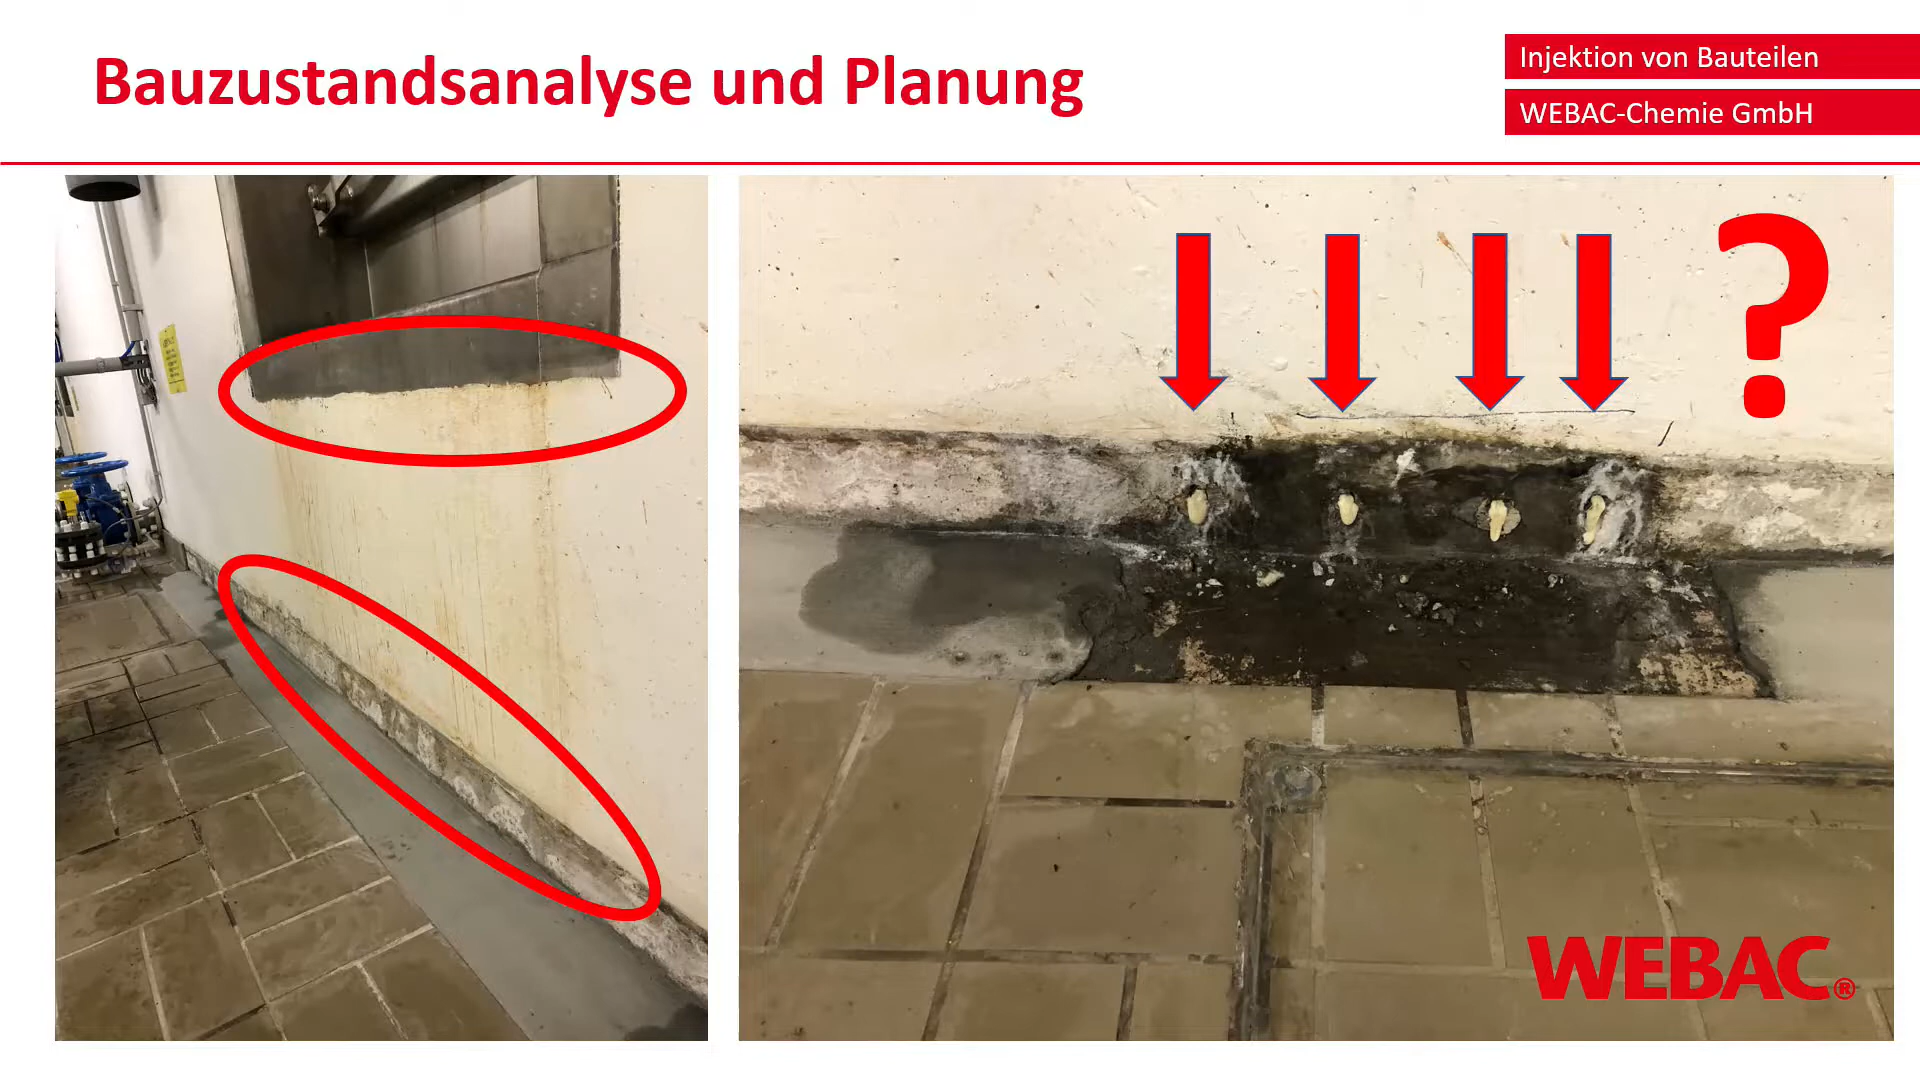 Bauzustandsanalyse und Planung
Injektion von Bauteilen
WEBAC-Chemie GmbH
?
WEBAC®